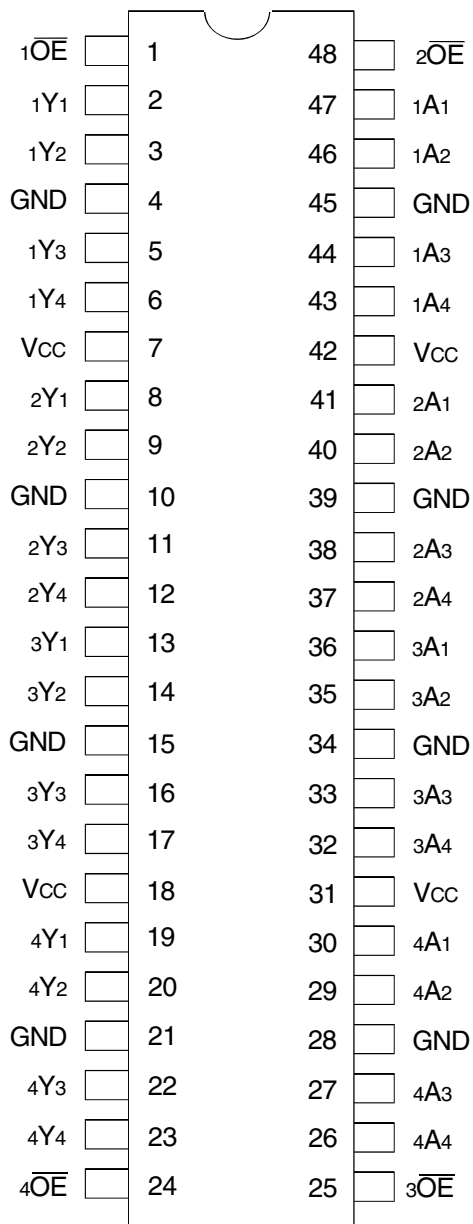 1OE 1 48 2OE
1Y1 2 47 1A1
1Y2 3 46 1A2
GND 4 45 GND
1Y3 5 44 1A3
1Y4 6 43 1A4
VCC 7 42 VCC
2Y1 8 41 2A1
2Y2 9 40 2A2
GND 10 39 GND
2Y3 11 38 2A3
2Y4 12 37 2A4
3Y1 13 36 3A1
3Y2 14 35 3A2
GND 15 34 GND
3Y3 16 33 3A3
3Y4 17 32 3A4
VCC 18 31 VCC
4Y1 19 30 4A1
4Y2 20 29 4A2
GND 21 28 GND
4Y3 22 27 4A3
4Y4 23 26 4A4
4OE 24 25 3OE